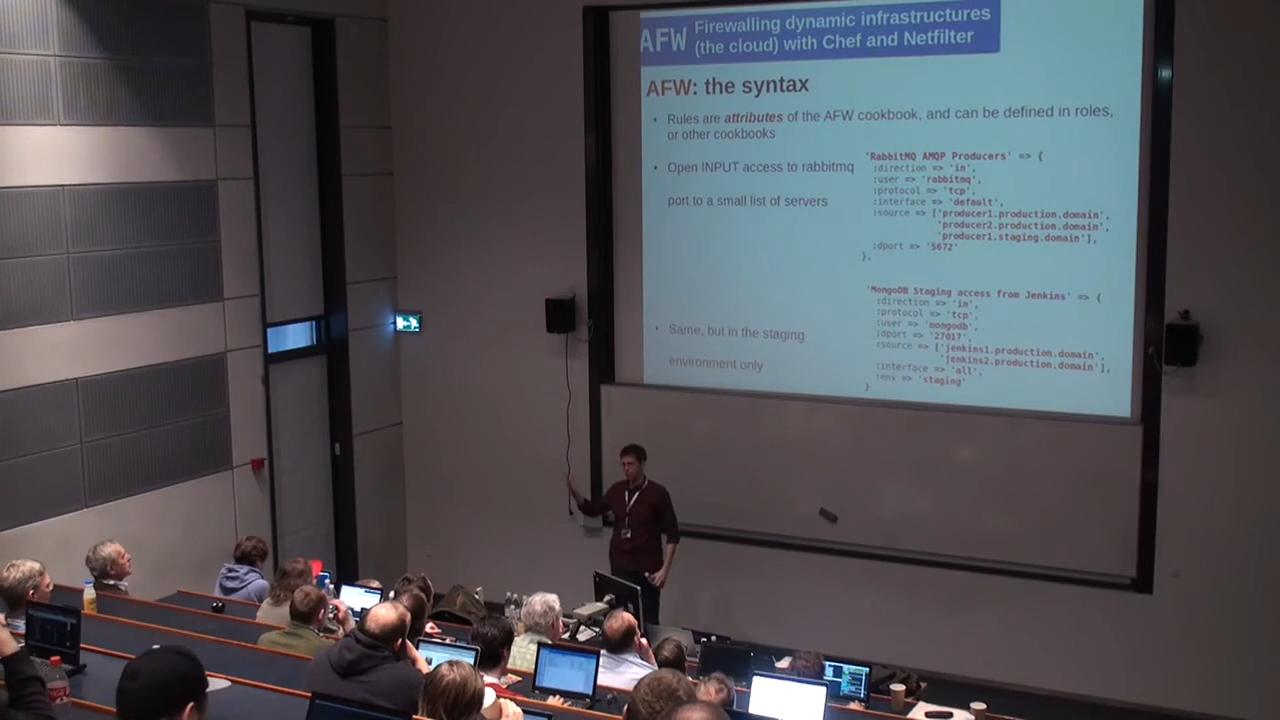 AFW Firewalling dynamic infrastructures
(the cloud) with Chef and Netfilter
AFW: the syntax
• Rules are attributes of the AFW cookbook, and can be defined in roles,
or other cookbooks
• Open INPUT access to rabbitmq
port to a small list of servers
'RabbitMQ AMQP Producers' => {
:direction => 'in',
:user => 'rabbitmq',
:protocol => 'tcp',
:interface => 'default',
:source => ['producer1.production.domain',
'producer2.production.domain',
'producer1.staging.domain'],
:dport => '5672'
},
• Same, but in the staging
environment only
'MongoDB Staging access from Jenkins' => {
:direction => 'in',
:protocol => 'tcp',
:user => 'mongodb',
:dport => '27017',
:source => ['jenkins1.production.domain',
'jenkins2.production.domain'],
:interface => 'all',
:env => 'staging'
}